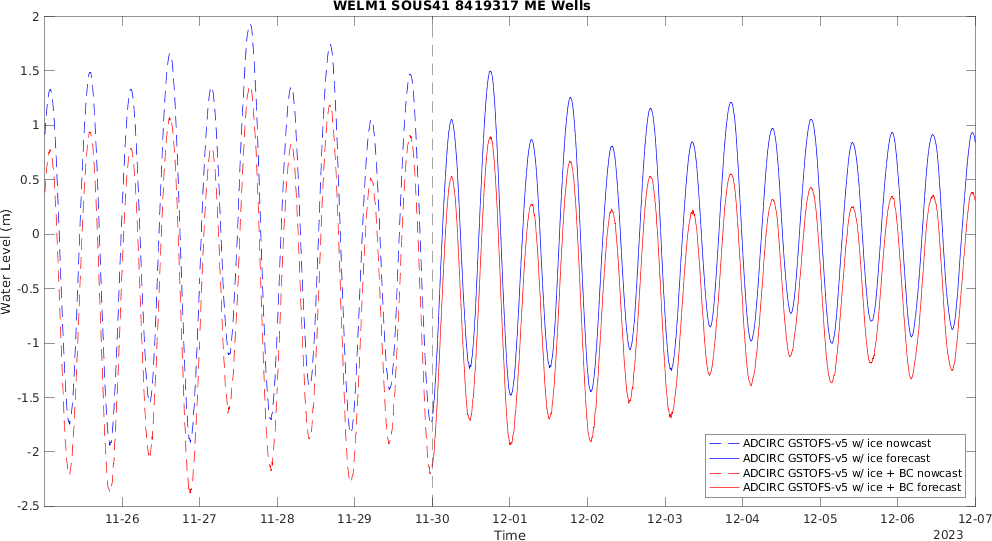 WELM1 SOUS41 8419317 ME Wells
2
1.5
1
0.5
0
-0.5
-1
-1.5
-2
-2.5
Water Level (m)
ADCIRC GSTOFS-v5 w/ ice nowcast
ADCIRC GSTOFS-v5 w/ ice forecast
ADCIRC GSTOFS-v5 w/ ice + BC nowcast
ADCIRC GSTOFS-v5 w/ ice + BC forecast
11-26 11-27 11-28 11-29 11-30 12-01 12-02 12-03 12-04 12-05 12-06 12-07
Time
2023